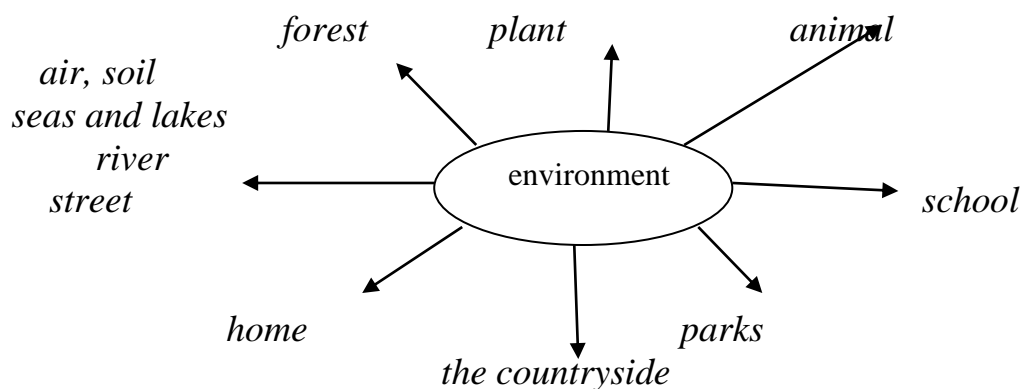 forest plant animal
air, soil
seas and lakes
river
street
environment
school
home
parks
the countryside